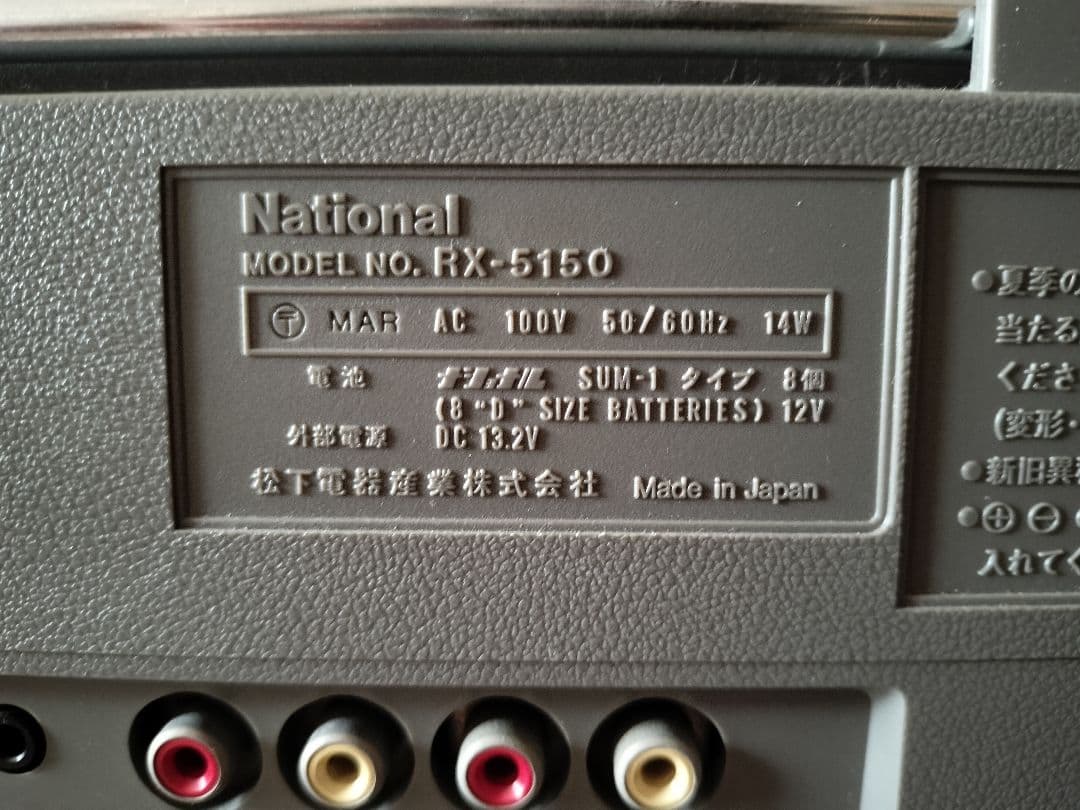 National
MODEL NO. RX-5150
〒 MAR AC 100V 50/60Hz 14W
電池 ナショナル SUM-1 タイプ 8個
(8 "D" SIZE BATTERIES) 12V
外部電源 DC 13.2V
松下電器産業株式会社 Made in Japan
●夏季の
当たる
くださ
(変形・
●新旧異
●⊕ ⊖
入れてく